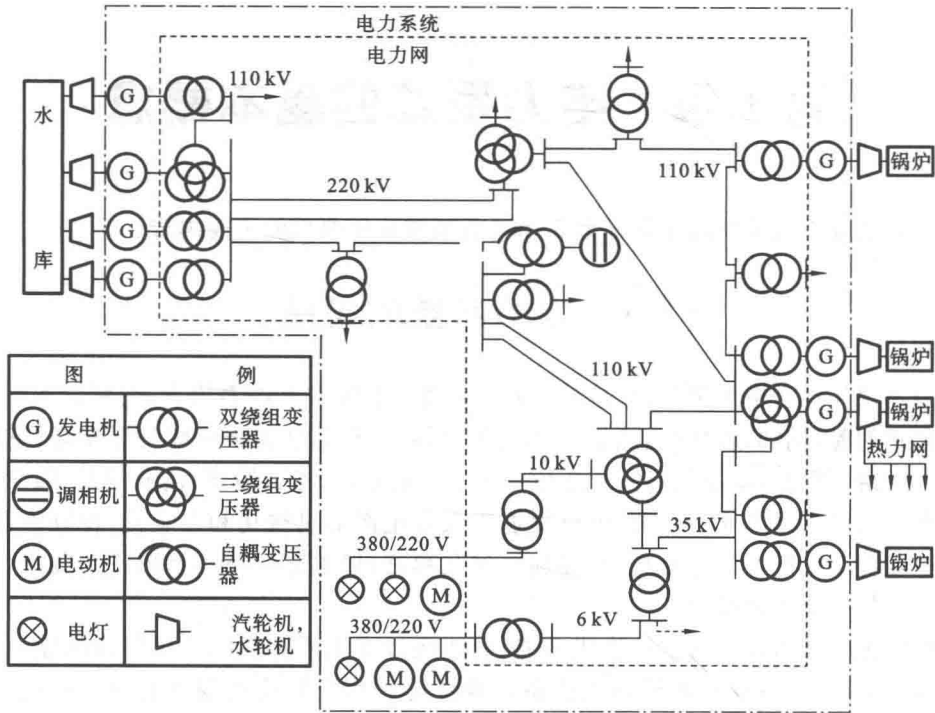 电力系统
电力网
水
库
G
G
G
G
110 kV
220 kV
110 kV
G
锅炉
G
锅炉
G
锅炉
热力网
110 kV
10 kV
35 kV
G
锅炉
380/220 V
M
6 kV
380/220 V
M
M
图 例
G 发电机
双绕组变
压器
调相机
三绕组变
压器
M 电动机
自耦变压
器
电灯
汽轮机,
水轮机